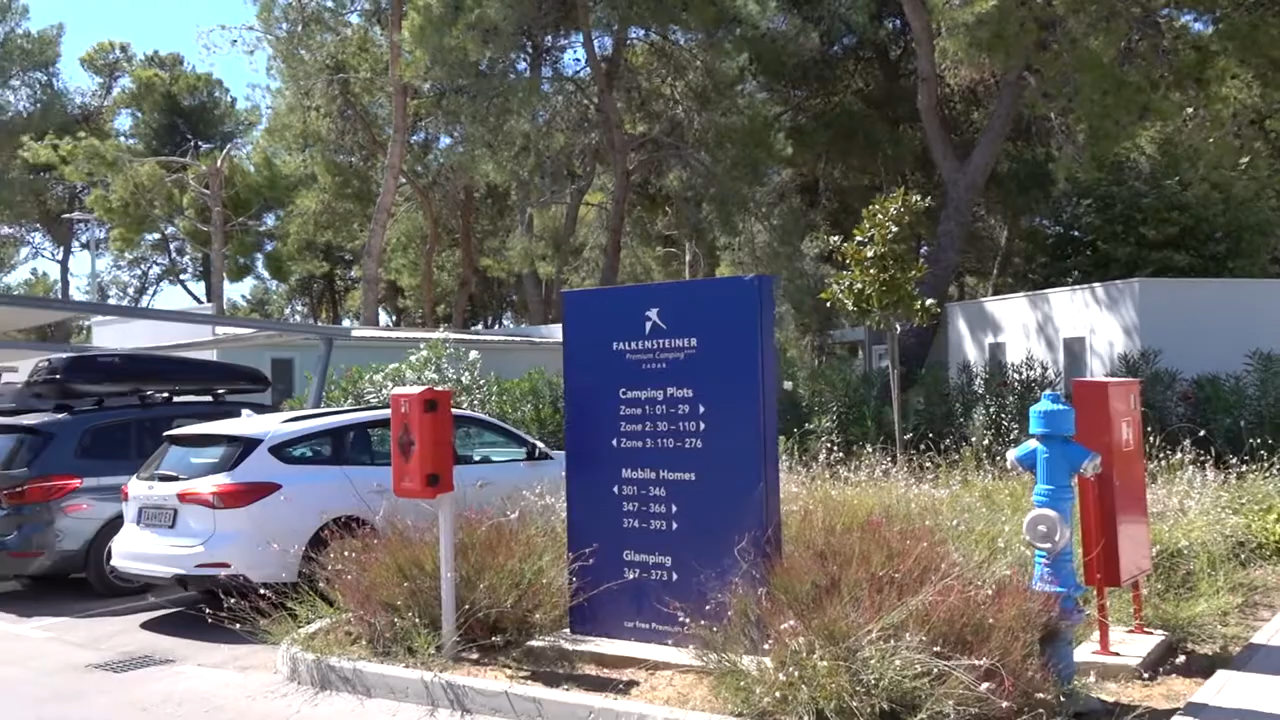 FALKENSTEINER
Premium Camping****
ZADAR
Camping Plots
Zone 1: 01 – 29
Zone 2: 30 – 110
Zone 3: 110 – 276
Mobile Homes
301 – 346
347 – 366
374 – 393
Glamping
367 – 373
car free Premium